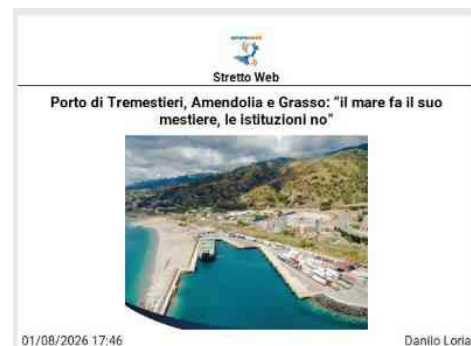 Stretto Web
Porto di Tremestieri, Amendolia e Grasso: “il mare fa il suo
mestiere, le istituzioni no”
01/08/2026 17:46
Danilo Loria